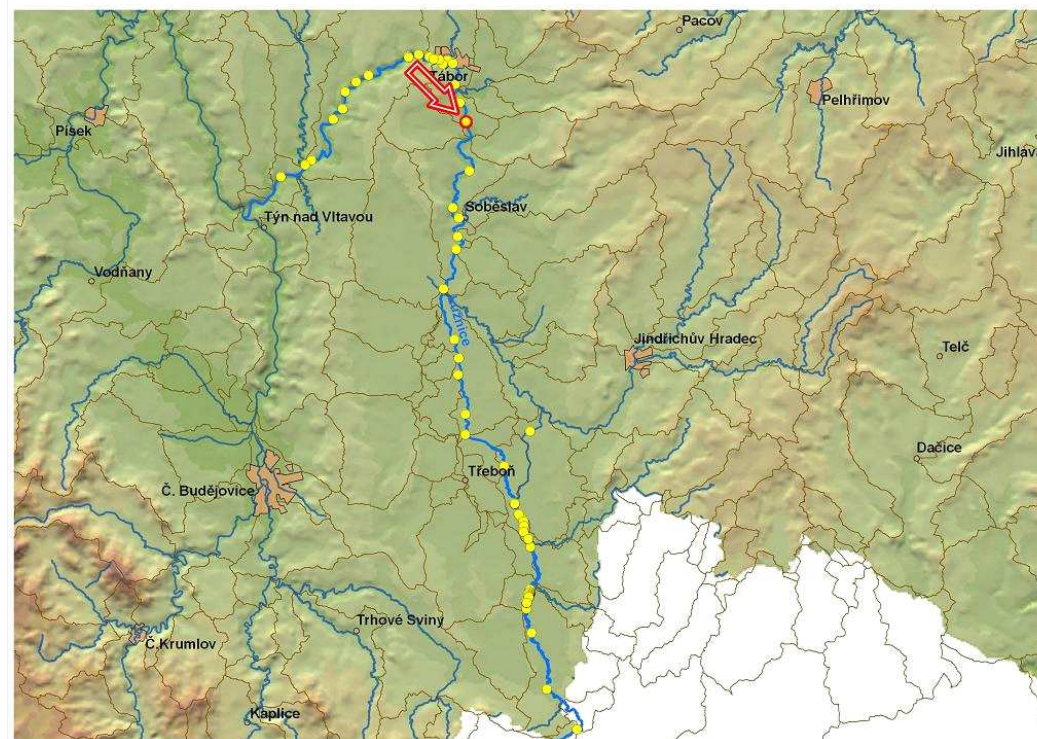 Pacov
Tábor
Pelhřimov
Písek
Jihlava
Soběslav
Týn nad Vltavou
Vodňany
Lužnice
Jindřichův Hradec
Telč
Dačice
Třeboň
Č. Budějovice
Trhové Sviny
Č.Krumlov
Kaplice